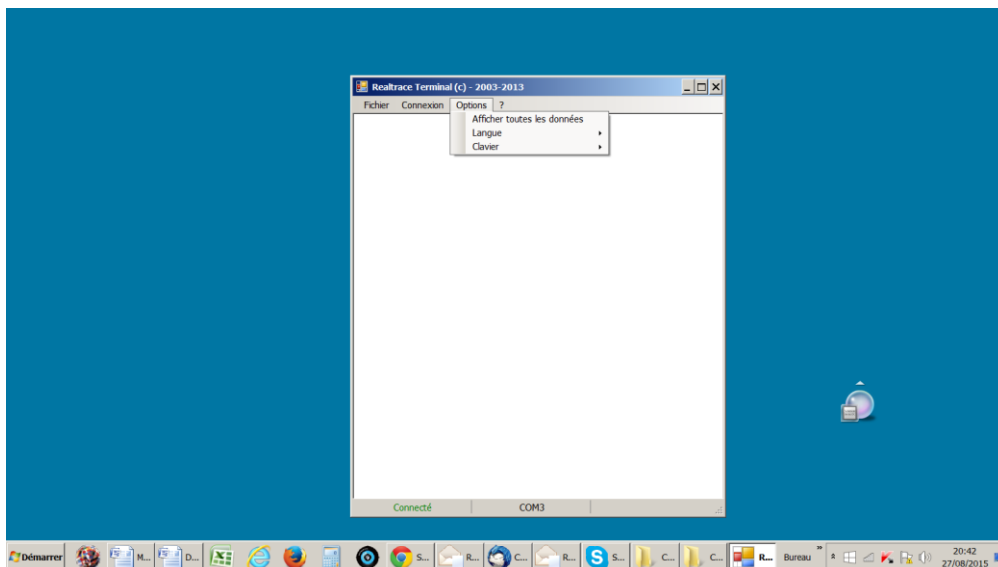 Realtrace Terminal (c) - 2003-2013
Fichier Connexion Options ?
Afficher toutes les données
Langue
Clavier
Connecté COM3
Démarrer M... D... S... R... C... R... S... C... C... R... Bureau » 20:42
27/08/2015